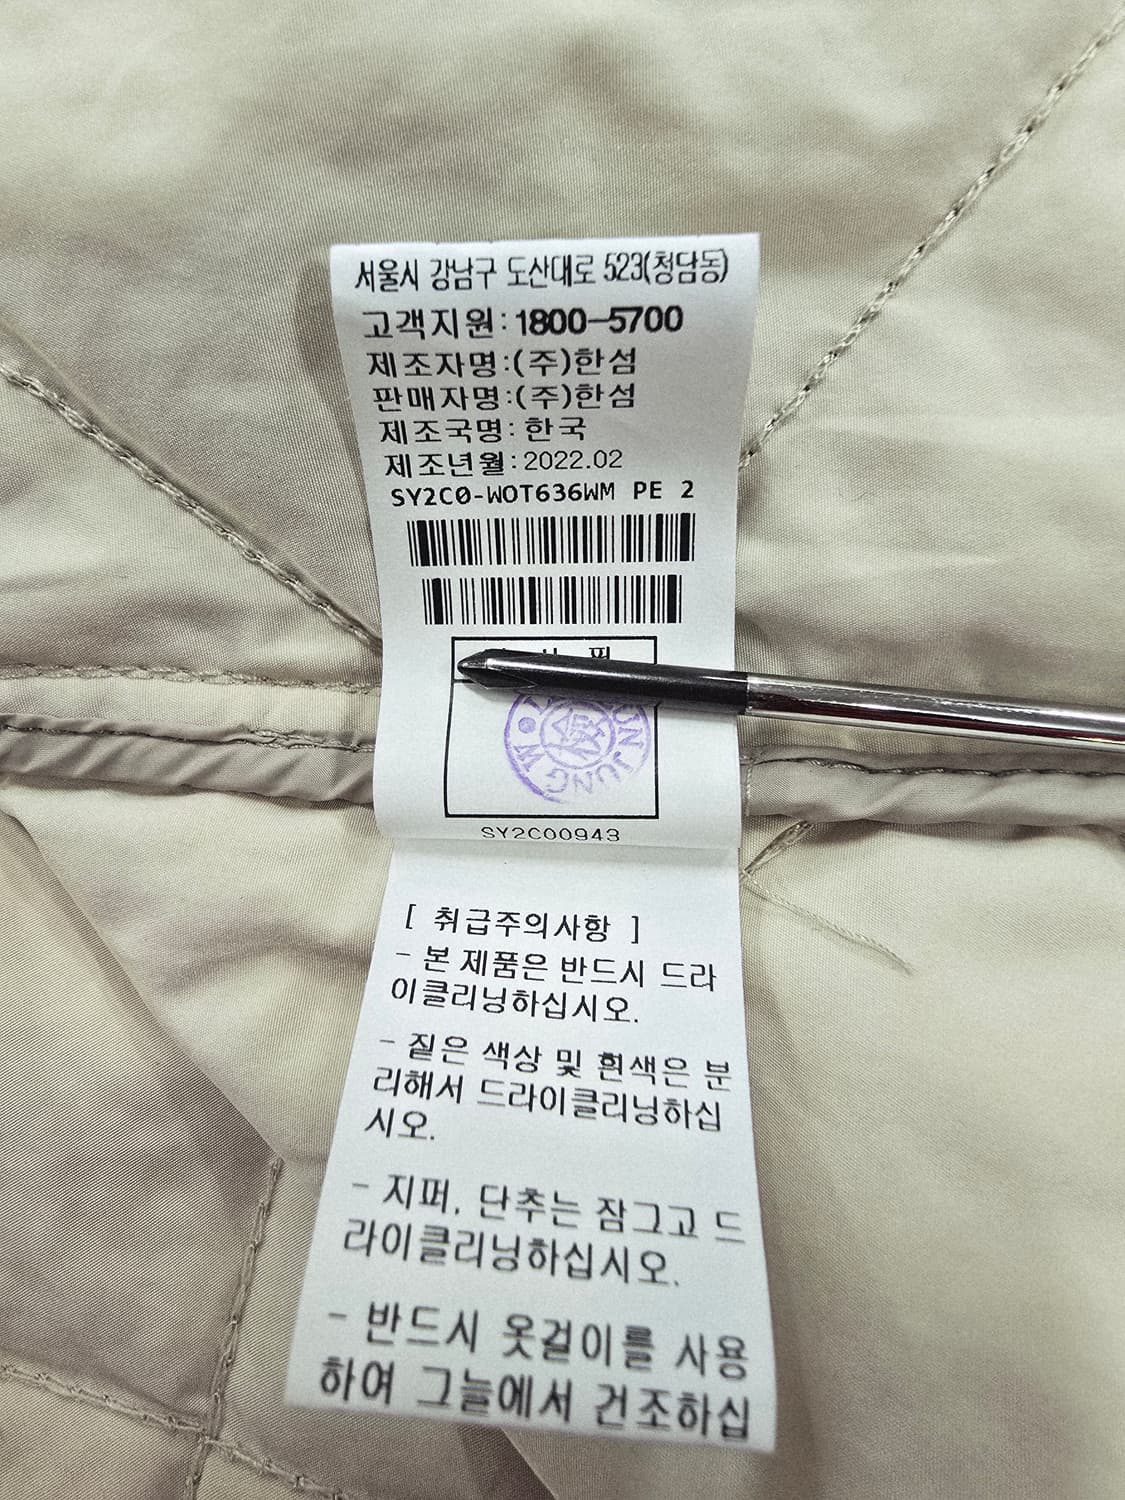 서울시 강남구 도산대로 523(청담동)
고객지원:1800-5700
제조자명:(주)한섬
판매자명:(주)한섬
제조국명:한국
제조년월:2022.02
SY2C0-WOT636WM PE 2
JUNG W
SY2C00943
[ 취급주의사항 ]
- 본 제품은 반드시 드라
이클리닝하십시오.
- 짙은 색상 및 흰색은 분
리해서 드라이클리닝하십
시오.
- 지퍼, 단추는 잠그고 드
라이클리닝하십시오.
- 반드시 옷걸이를 사용
하여 그늘에서 건조하십